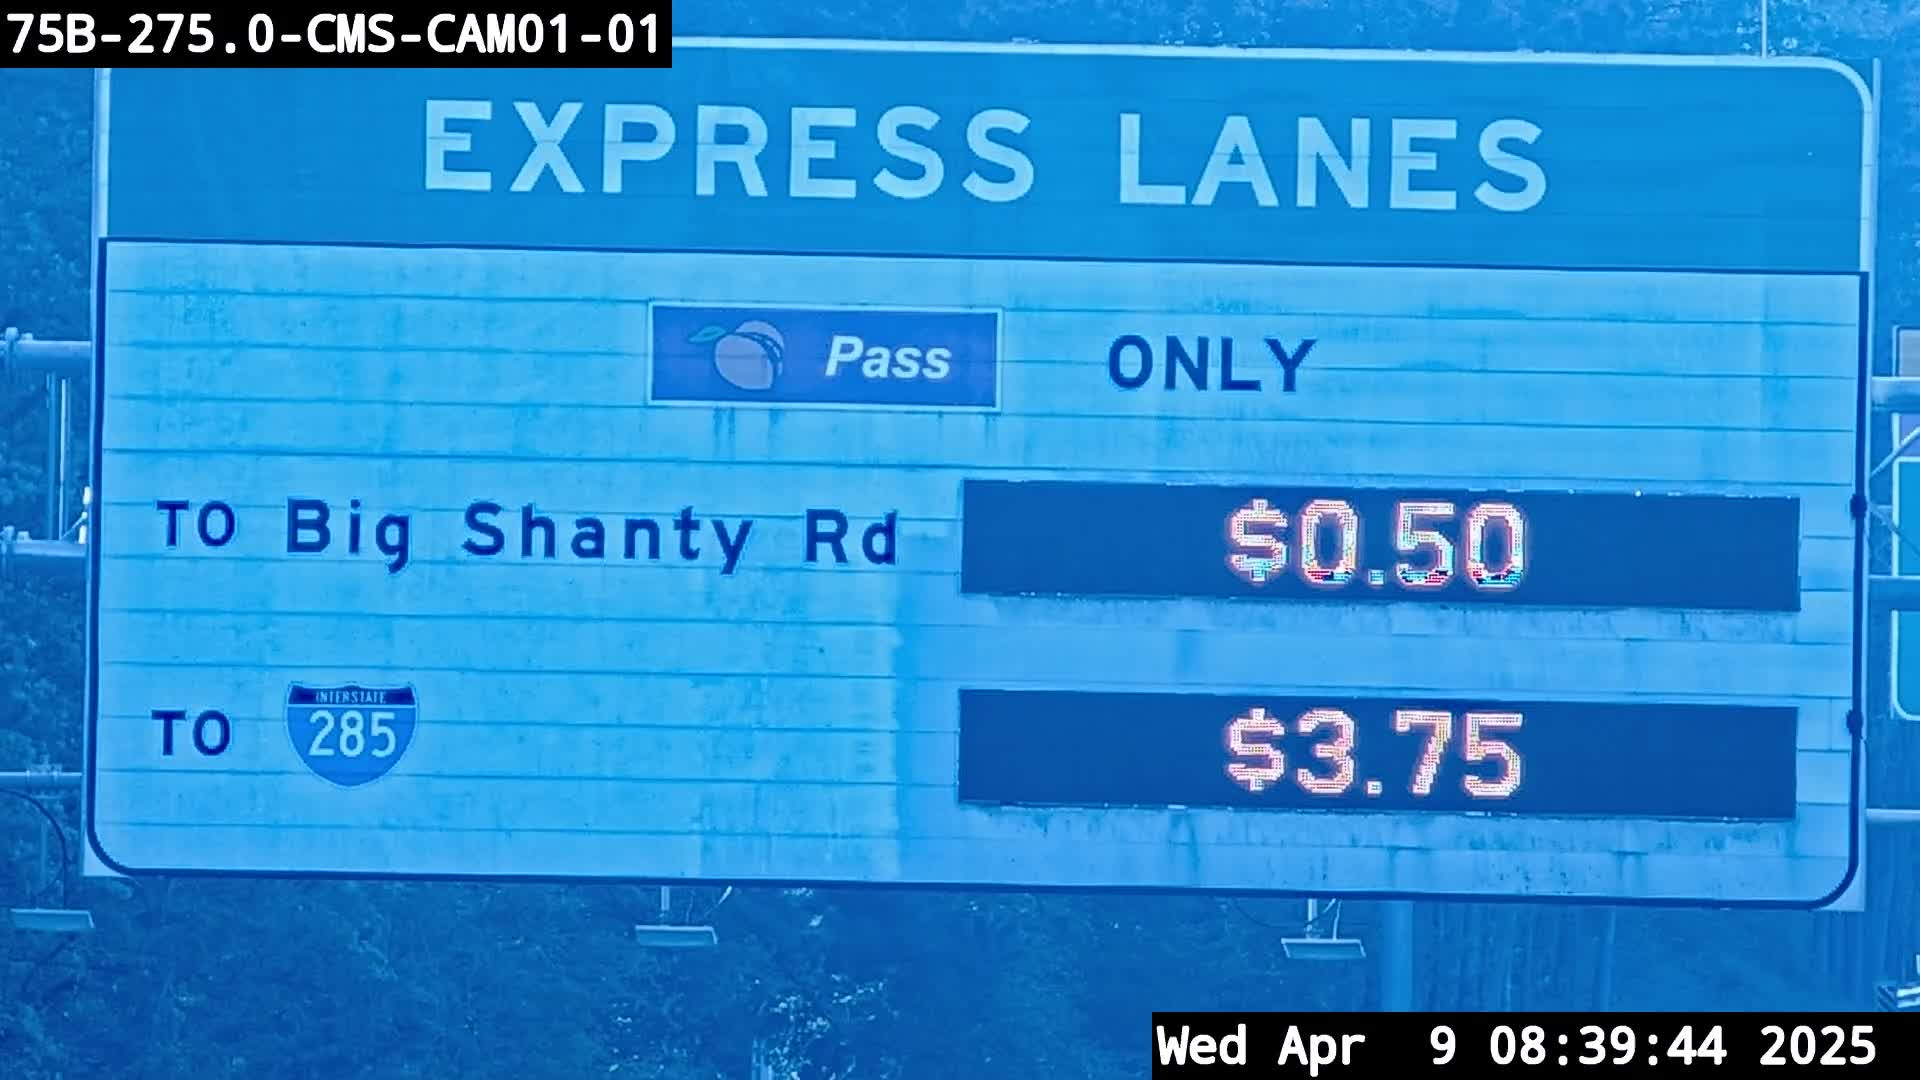 75B-275.0-CMS-CAM01-01
EXPRESS LANES
Pass ONLY
TO Big Shanty Rd $0.50
TO INTERSTATE 285 $3.75
Wed Apr 9 08:39:44 2025